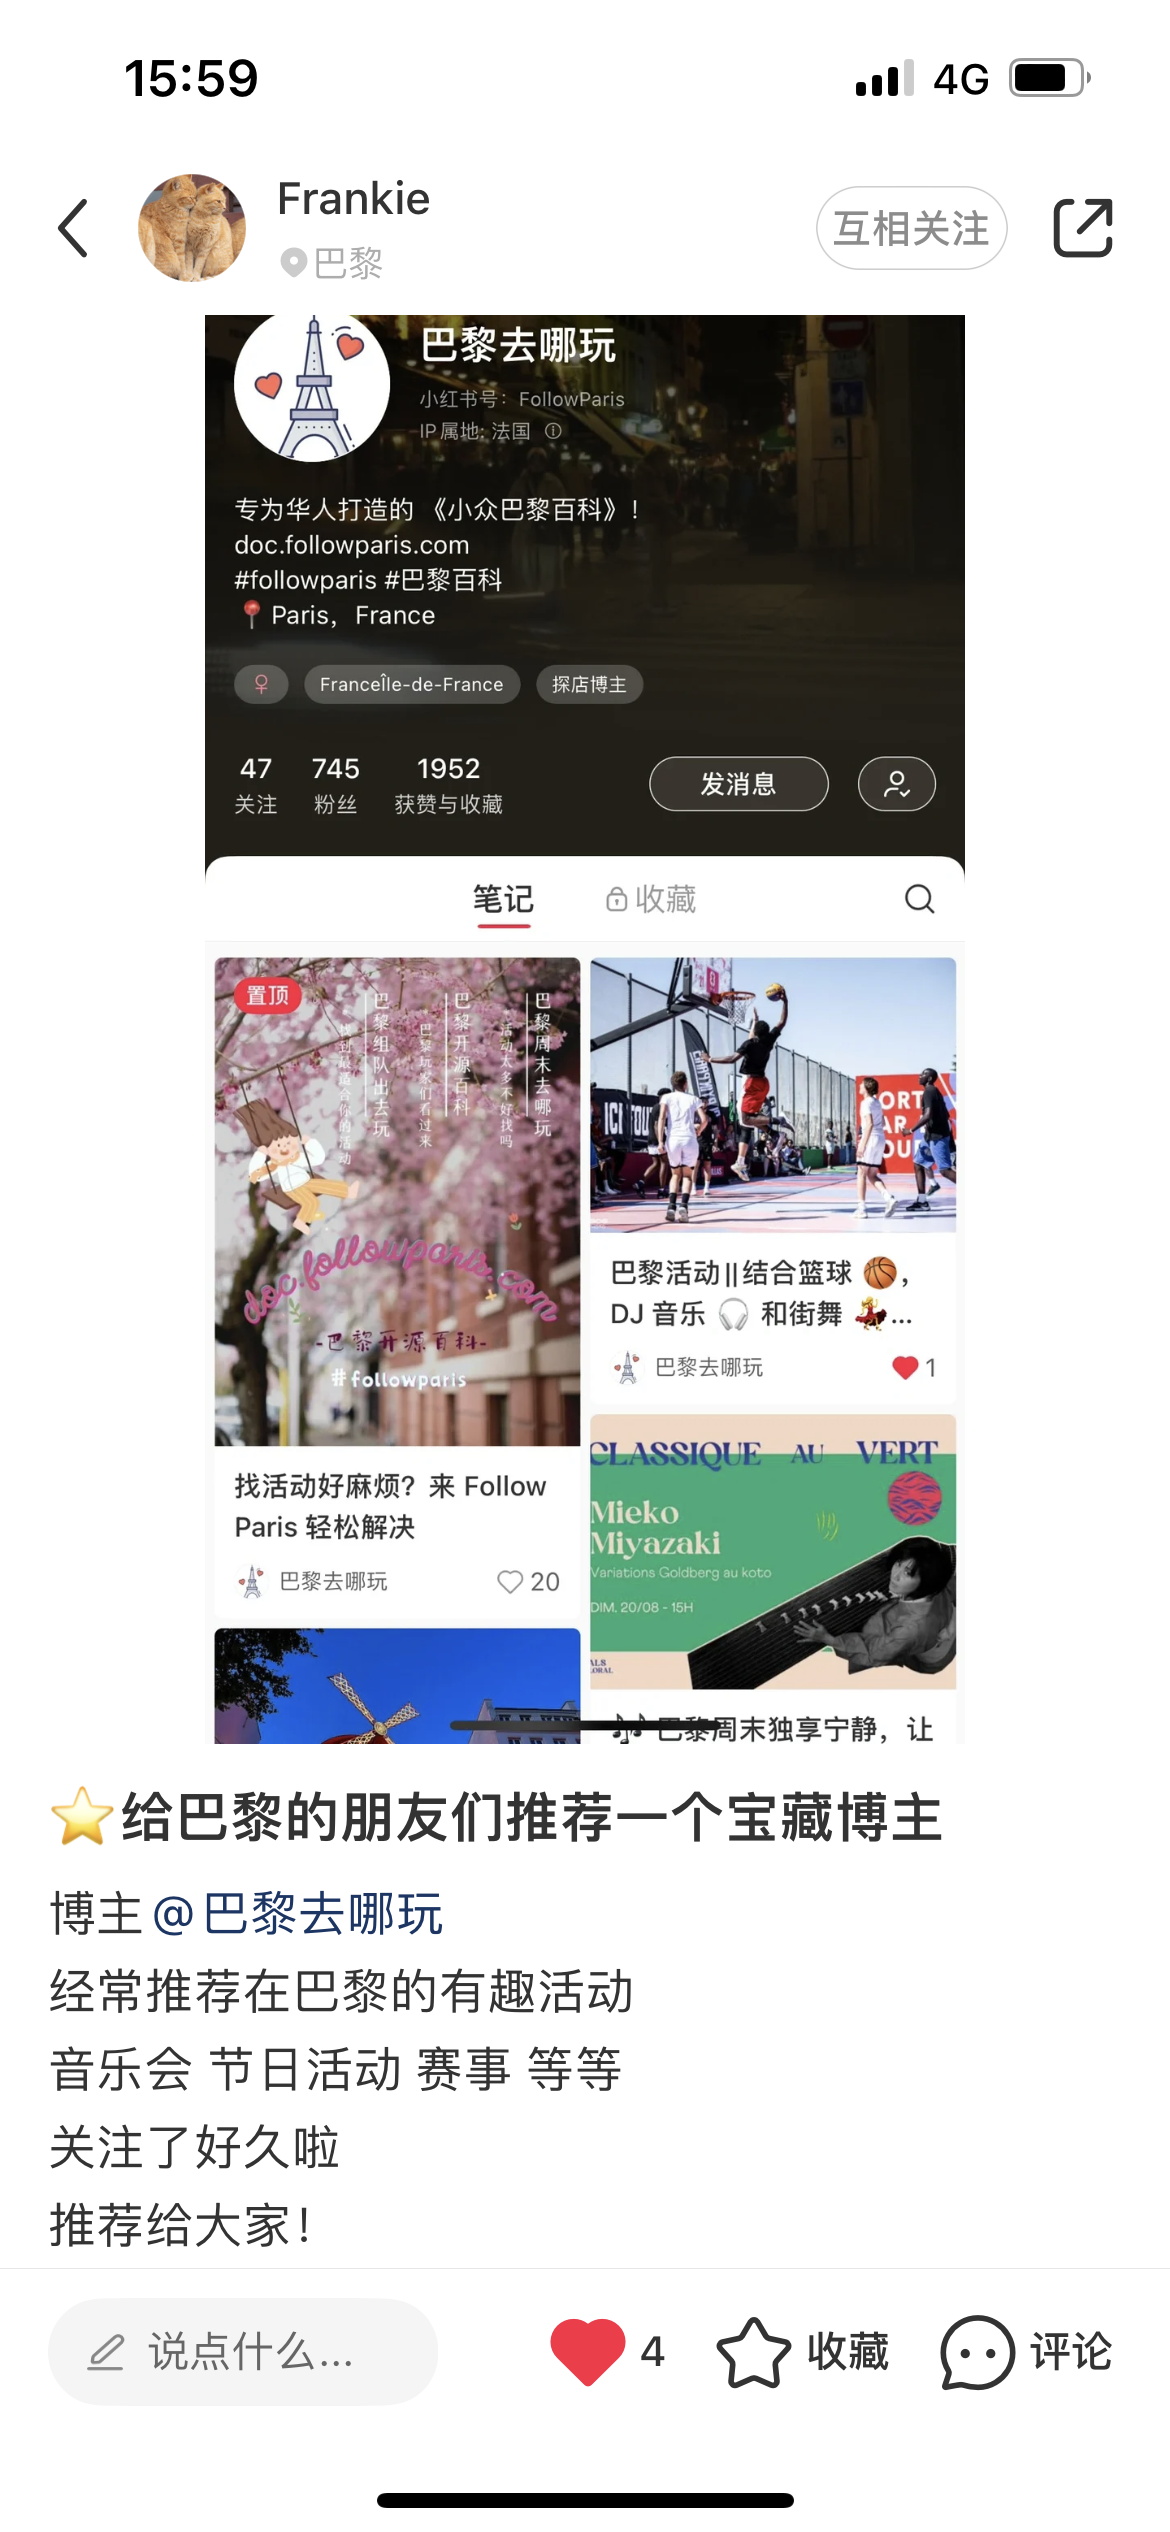 15:59
4G
Frankie
巴黎
互相关注
巴黎去哪玩
小红书号：FollowParis
IP 属地: 法国
专为华人打造的 《小众巴黎百科》！
doc.followparis.com
#followparis #巴黎百科
📍 Paris，France
♀
FranceÎle-de-France
探店博主
47
关注
745
粉丝
1952
获赞与收藏
发消息
笔记
收藏
置顶
巴黎周末去哪玩
活动太多不好找吗
巴黎开源百科
巴黎玩家们看过来
巴黎组队出去玩
找到最适合你的活动
doc.followparis.com
-巴黎开源百科-
#followparis
找活动好麻烦？来 Follow
Paris 轻松解决
巴黎去哪玩
20
巴黎活动||结合篮球 🏀，
DJ 音乐 🎧 和街舞 💃...
巴黎去哪玩
1
CLASSIQUE AU VERT
Mieko
Miyazaki
Variations Goldberg au koto
DIM. 20/08 - 15H
🎶 巴黎周末独享宁静，让
⭐给巴黎的朋友们推荐一个宝藏博主
博主@巴黎去哪玩
经常推荐在巴黎的有趣活动
音乐会 节日活动 赛事 等等
关注了好久啦
推荐给大家！
说点什么...
4
收藏
评论